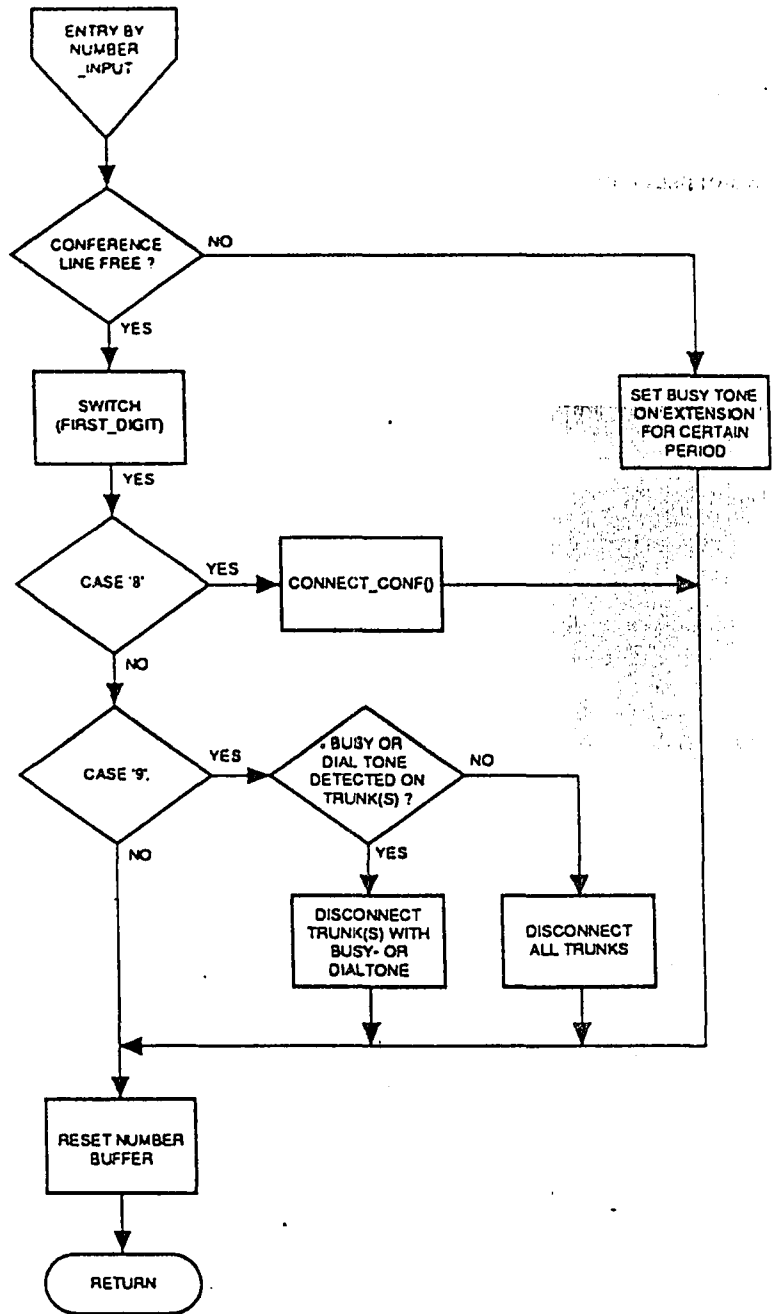 ENTRY BY
NUMBER
_INPUT
CONFERENCE
LINE FREE ?
NO
YES
SWITCH
(FIRST_DIGIT)
SET BUSY TONE
ON EXTENSION
FOR CERTAIN
PERIOD
YES
CASE '8'
YES
CONNECT_CONF()
NO
CASE '9'.
YES
BUSY OR
DIAL TONE
DETECTED ON
TRUNK(S) ?
NO
NO
YES
DISCONNECT
TRUNK(S) WITH
BUSY- OR
DIALTONE
DISCONNECT
ALL TRUNKS
RESET NUMBER
BUFFER
RETURN